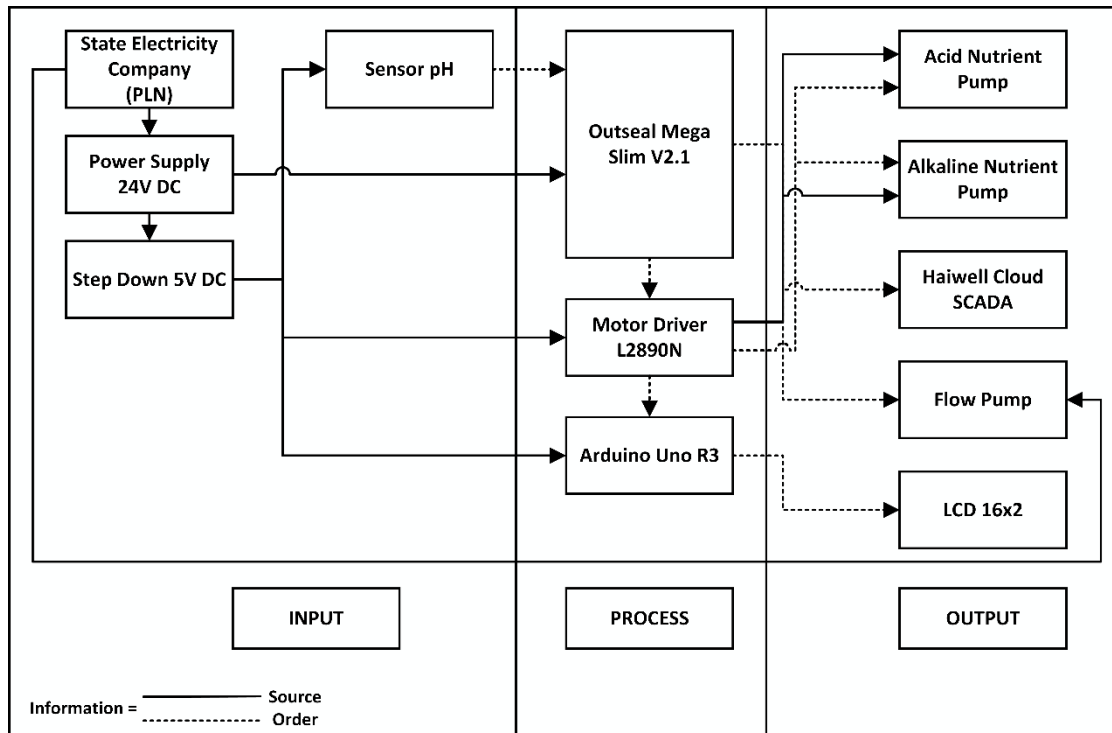 State Electricity
Company
(PLN)
Power Supply
24V DC
Step Down 5V DC
Sensor pH
Outseal Mega
Slim V2.1
Motor Driver
L2890N
Arduino Uno R3
Acid Nutrient
Pump
Alkaline Nutrient
Pump
Haiwell Cloud
SCADA
Flow Pump
LCD 16x2
INPUT
PROCESS
OUTPUT
Information =
Source
Order